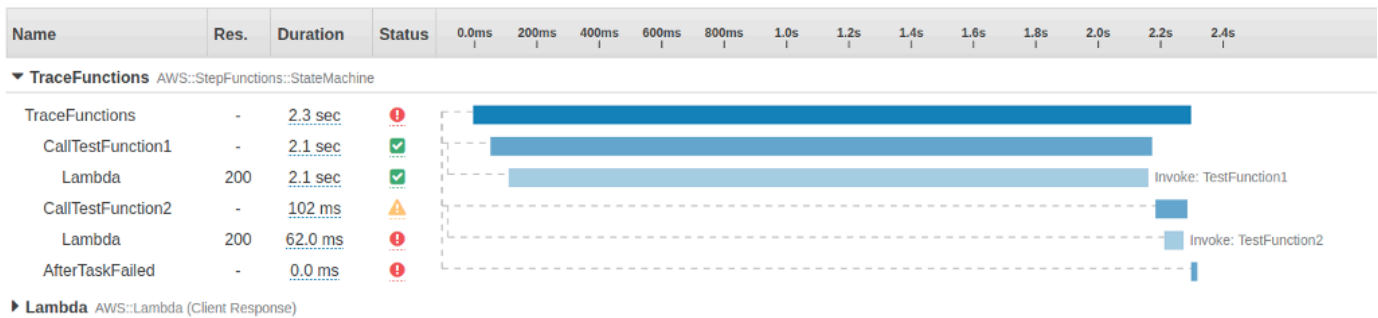 Name Res. Duration Status 0.0ms 200ms 400ms 600ms 800ms 1.0s 1.2s 1.4s 1.6s 1.8s 2.0s 2.2s 2.4s
TraceFunctions AWS::StepFunctions::StateMachine
TraceFunctions - 2.3 sec
CallTestFunction1 - 2.1 sec
Lambda 200 2.1 sec Invoke: TestFunction1
CallTestFunction2 - 102 ms
Lambda 200 62.0 ms Invoke: TestFunction2
AfterTaskFailed - 0.0 ms
Lambda AWS::Lambda (Client Response)